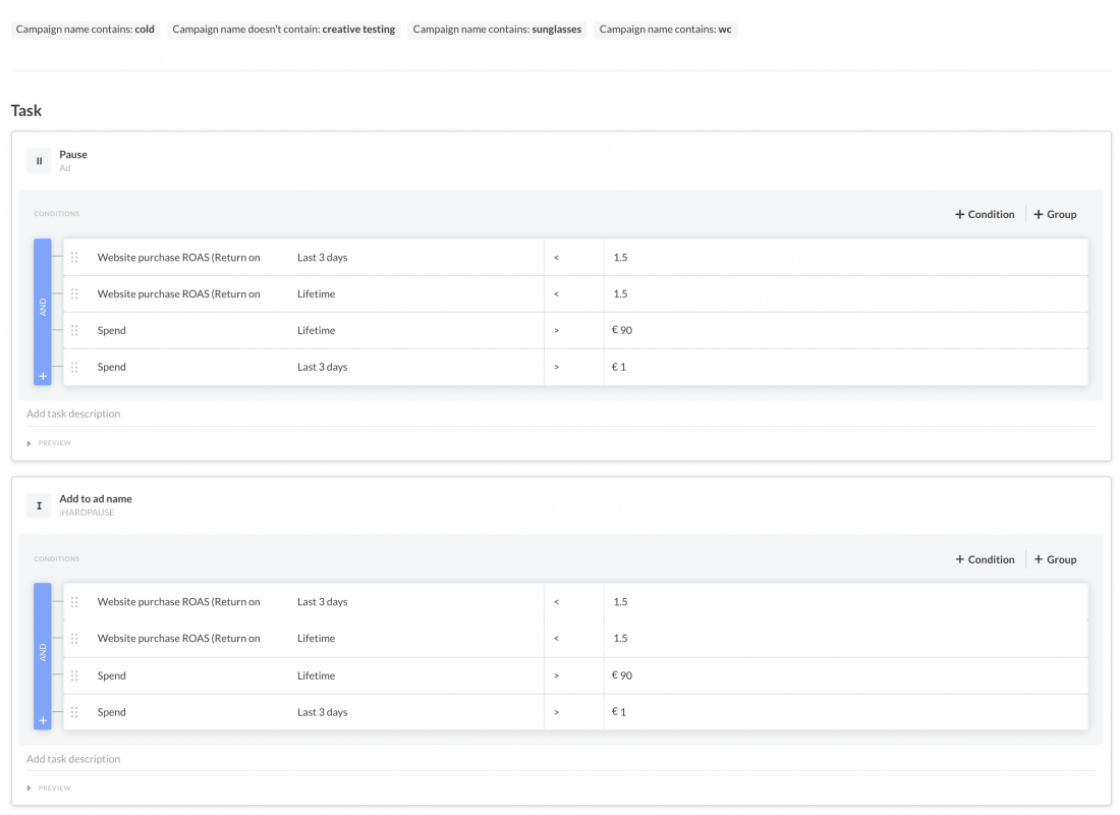 Campaign name contains: cold Campaign name doesn't contain: creative testing Campaign name contains: sunglasses Campaign name contains: wc
Task
Pause
Ad
CONDITIONS + Condition + Group
Website purchase ROAS (Return on Last 3 days < 1.5
Website purchase ROAS (Return on Lifetime < 1.5
AND
Spend Lifetime > € 90
Spend Last 3 days > € 1
+
Add task description
PREVIEW
I Add to ad name
:HARDPAUSE
CONDITIONS + Condition + Group
Website purchase ROAS (Return on Last 3 days < 1.5
Website purchase ROAS (Return on Lifetime < 1.5
AND
Spend Lifetime > € 90
Spend Last 3 days > € 1
+
Add task description
PREVIEW